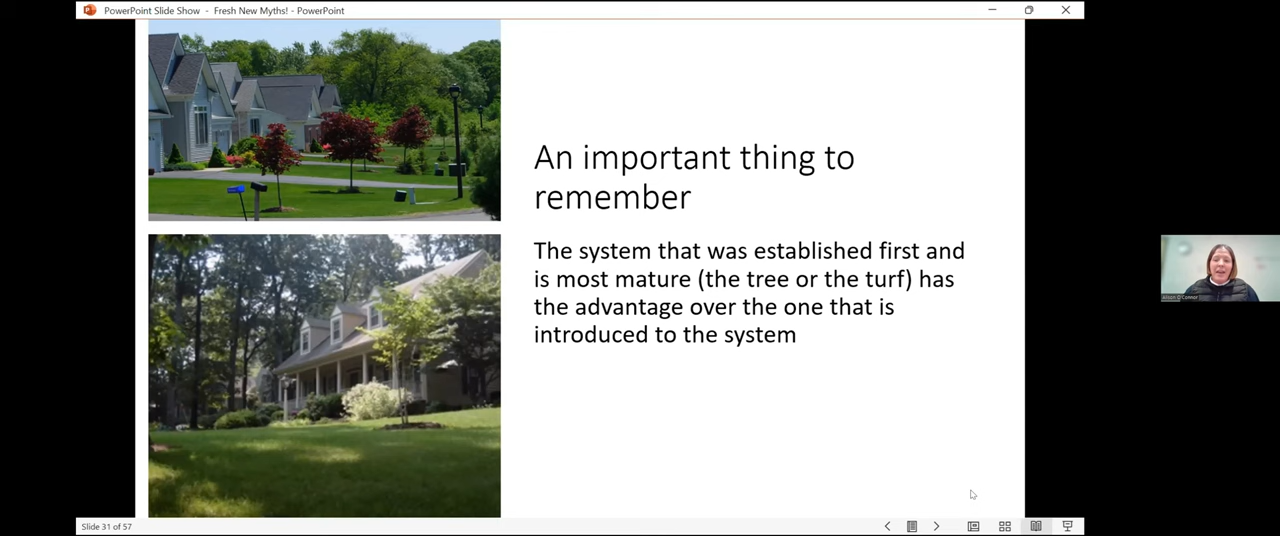 PowerPoint Slide Show - Fresh New Myths! - PowerPoint
An important thing to
remember
The system that was established first and
is most mature (the tree or the turf) has
the advantage over the one that is
introduced to the system
Alison O'Connor
Slide 31 of 57